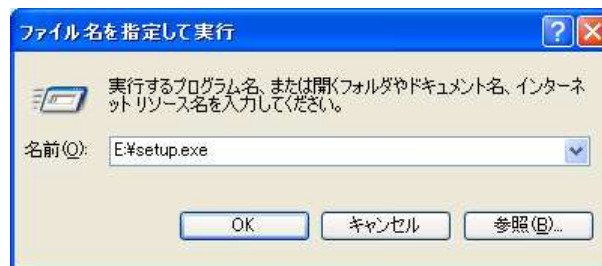 ファイル名を指定して実行
実行するプログラム名、または開くフォルダやドキュメント名、インターネ
ットリソース名を入力してください。
名前(O): E:¥setup.exe
OK キャンセル 参照(B)...